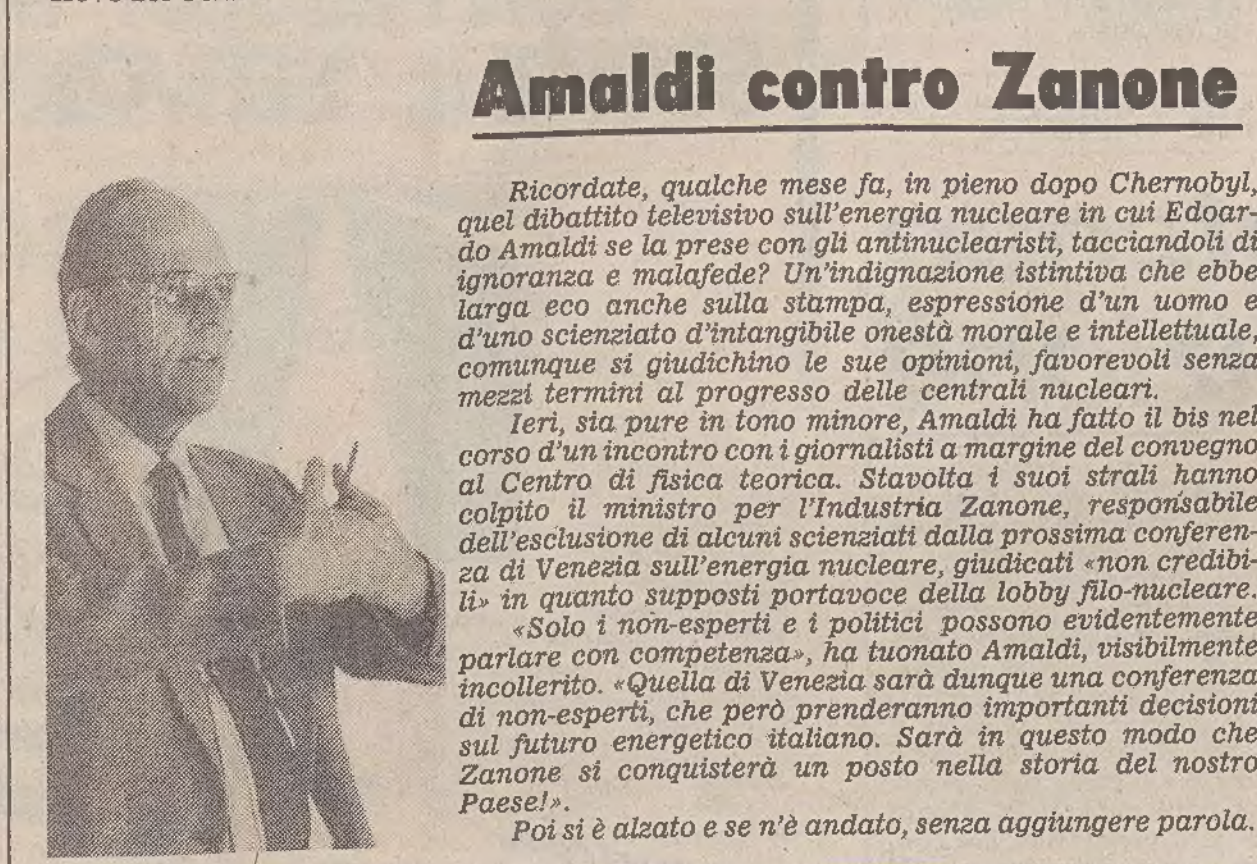 Amaldi contro Zanone
Ricordate, qualche mese fa, in pieno dopo Chernobyl,
quel dibattito televisivo sull'energia nucleare in cui Edoar-
do Amaldi se la prese con gli antinuclearisti, tacciandoli di
ignoranza e malafede? Un'indignazione istintiva che ebbe
larga eco anche sulla stampa, espressione d'un uomo e
d'uno scienziato d'intangibile onestà morale e intellettuale,
comunque si giudichino le sue opinioni, favorevoli senza
mezzi termini al progresso delle centrali nucleari.
Ieri, sia pure in tono minore, Amaldi ha fatto il bis nel
corso d'un incontro con i giornalisti a margine del convegno
al Centro di fisica teorica. Stavolta i suoi strali hanno
colpito il ministro per l'Industria Zanone, responsabile
dell'esclusione di alcuni scienziati dalla prossima conferen-
za di Venezia sull'energia nucleare, giudicati «non credibi-
li» in quanto supposti portavoce della lobby filo-nucleare.
«Solo i non-esperti e i politici possono evidentemente
parlare con competenza», ha tuonato Amaldi, visibilmente
incollerito. «Quella di Venezia sarà dunque una conferenza
di non-esperti, che però prenderanno importanti decisioni
sul futuro energetico italiano. Sarà in questo modo che
Zanone si conquisterà un posto nella storia del nostro
Paese!».
Poi si è alzato e se n'è andato, senza aggiungere parola.